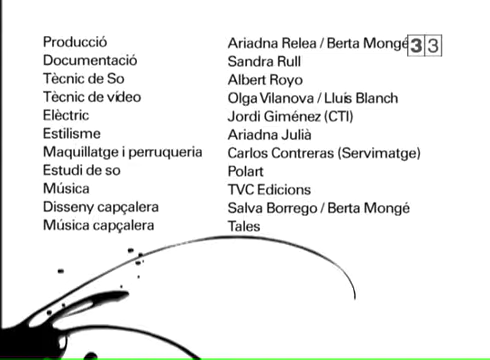 Producció Ariadna Relea / Berta Mongé 33
Documentació Sandra Rull
Tècnic de So Albert Royo
Tècnic de vídeo Olga Vilanova / Lluís Blanch
Elèctric Jordi Giménez (CTI)
Estilisme Ariadna Julià
Maquillatge i perruqueria Carlos Contreras (Servimatge)
Estudi de so Polart
Música TVC Edicions
Disseny capçalera Salva Borrego / Berta Mongé
Música capçalera Tales